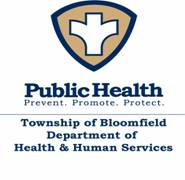 Public Health
Prevent. Promote. Protect.
Township of Bloomfield
Department of
Health & Human Services